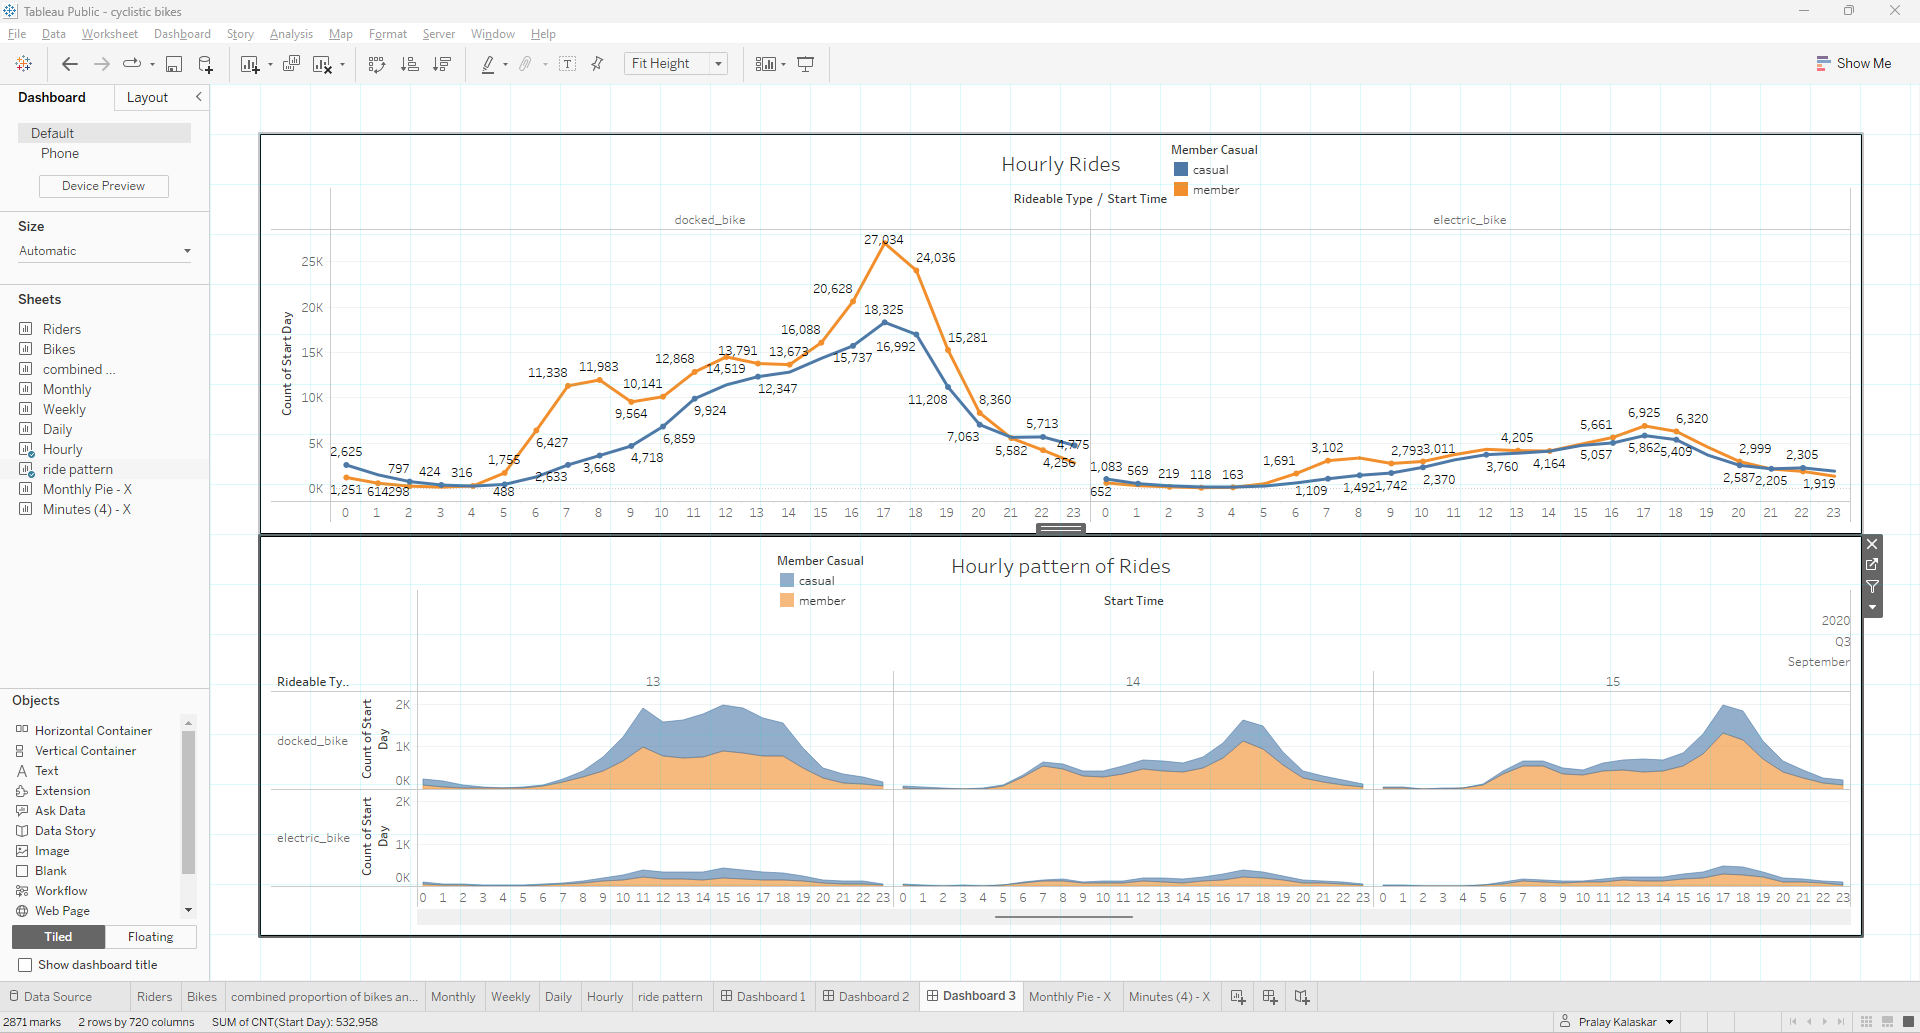 Tableau Public - cyclistic bikes
File Data Worksheet Dashboard Story Analysis Map Format Server Window Help
Fit Height
Show Me
Dashboard Layout
Default
Phone
Device Preview
Size
Automatic
Sheets
Riders
Bikes
combined ...
Monthly
Weekly
Daily
Hourly
ride pattern
Monthly Pie - X
Minutes (4) - X
Objects
Horizontal Container
Vertical Container
Text
Extension
Ask Data
Data Story
Image
Blank
Workflow
Web Page
Tiled Floating
Show dashboard title
Hourly Rides
Member Casual
casual
member
Rideable Type / Start Time
docked_bike electric_bike
Count of Start Day
25K
20K
15K
10K
5K
0K
27,034
24,036
20,628
18,325
16,088
15,281
16,992
15,737
13,791 13,673
14,519
12,868
12,347
11,983
11,338
11,208
10,141
9,924
9,564
8,360
7,063
6,859
6,427
5,713
5,582
4,775
4,256
4,718
3,668
2,633
2,625
1,755
797 424 316
1,251 614 298 488
1,083 569 219 118 163
652
1,691
3,102
2,793 3,011
4,205
5,661
6,925
6,320
2,999
2,305
1,109
1,492 1,742
2,370
3,760
4,164
5,057
5,862 5,409
2,587 2,205
1,919
0 1 2 3 4 5 6 7 8 9 10 11 12 13 14 15 16 17 18 19 20 21 22 23 0 1 2 3 4 5 6 7 8 9 10 11 12 13 14 15 16 17 18 19 20 21 22 23
Member Casual
casual
member
Hourly pattern of Rides
Start Time
2020
Q3
September
Rideable Ty.. 13 14 15
docked_bike
Count of Start Day
2K
1K
0K
electric_bike
Count of Start Day
2K
1K
0K
0 1 2 3 4 5 6 7 8 9 10 11 12 13 14 15 16 17 18 19 20 21 22 23 0 1 2 3 4 5 6 7 8 9 10 11 12 13 14 15 16 17 18 19 20 21 22 23 0 1 2 3 4 5 6 7 8 9 10 11 12 13 14 15 16 17 18 19 20 21 22 23
Data Source Riders Bikes combined proportion of bikes an... Monthly Weekly Daily Hourly ride pattern Dashboard 1 Dashboard 2 Dashboard 3 Monthly Pie - X Minutes (4) - X
2871 marks 2 rows by 720 columns SUM of CNT(Start Day): 532,958 Pralay Kalaskar